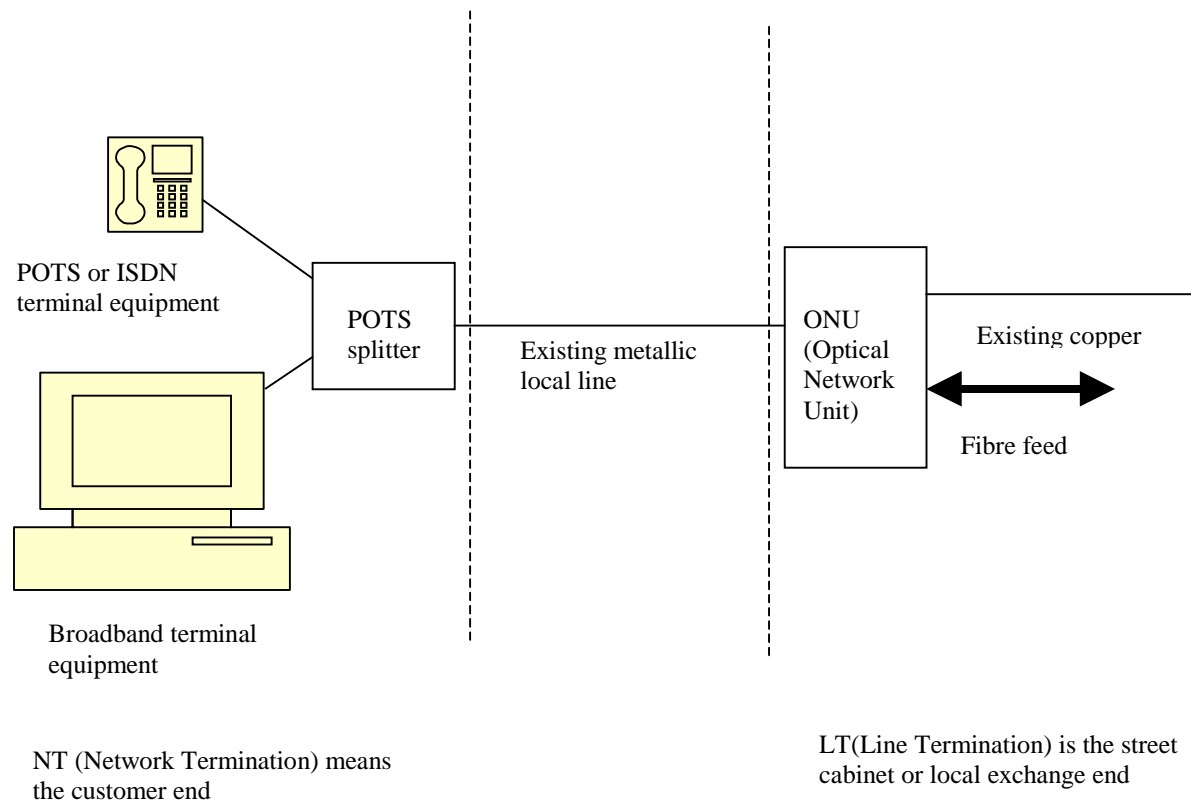 POTS or ISDN
terminal equipment
POTS
splitter
Existing metallic
local line
ONU
(Optical
Network
Unit)
Existing copper
Fibre feed
Broadband terminal
equipment
NT (Network Termination) means
the customer end
LT(Line Termination) is the street
cabinet or local exchange end